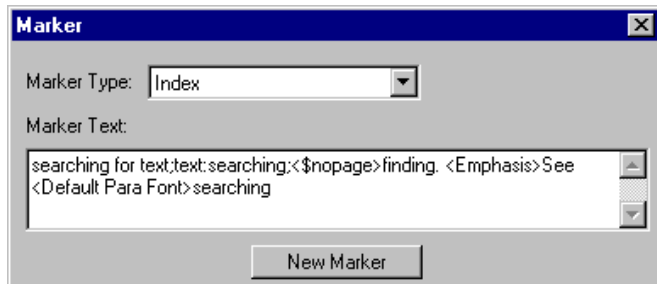 Marker
Marker Type: Index
Marker Text:
searching for text;text:searching;<$nopage>finding. <Emphasis>See
<Default Para Font>searching
New Marker